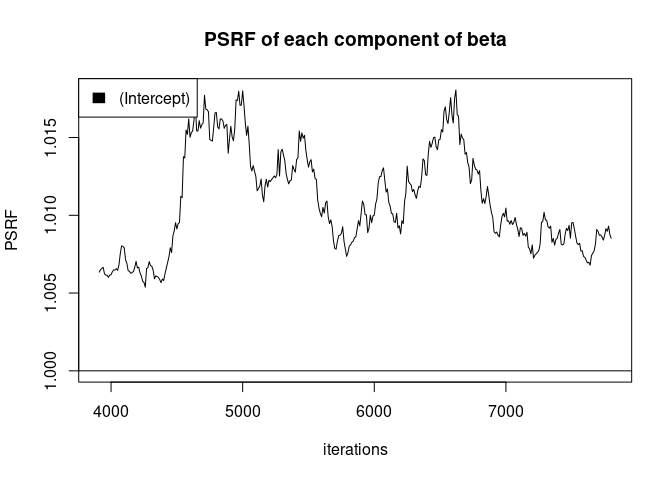 PSRF of each component of beta
(Intercept)
PSRF
1.015
1.010
1.005
1.000
4000 5000 6000 7000
iterations